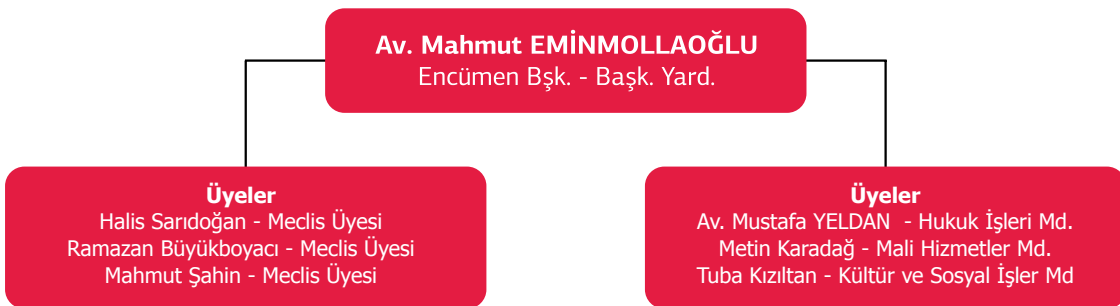 Av. Mahmut EMİNMOLLAOĞLU
Encümen Bşk. - Başk. Yard.
Üyeler
Halis Sarıdoğan - Meclis Üyesi
Ramazan Büyükboyacı - Meclis Üyesi
Mahmut Şahin - Meclis Üyesi
Üyeler
Av. Mustafa YELDAN - Hukuk İşleri Md.
Metin Karadağ - Mali Hizmetler Md.
Tuba Kızıltan - Kültür ve Sosyal İşler Md